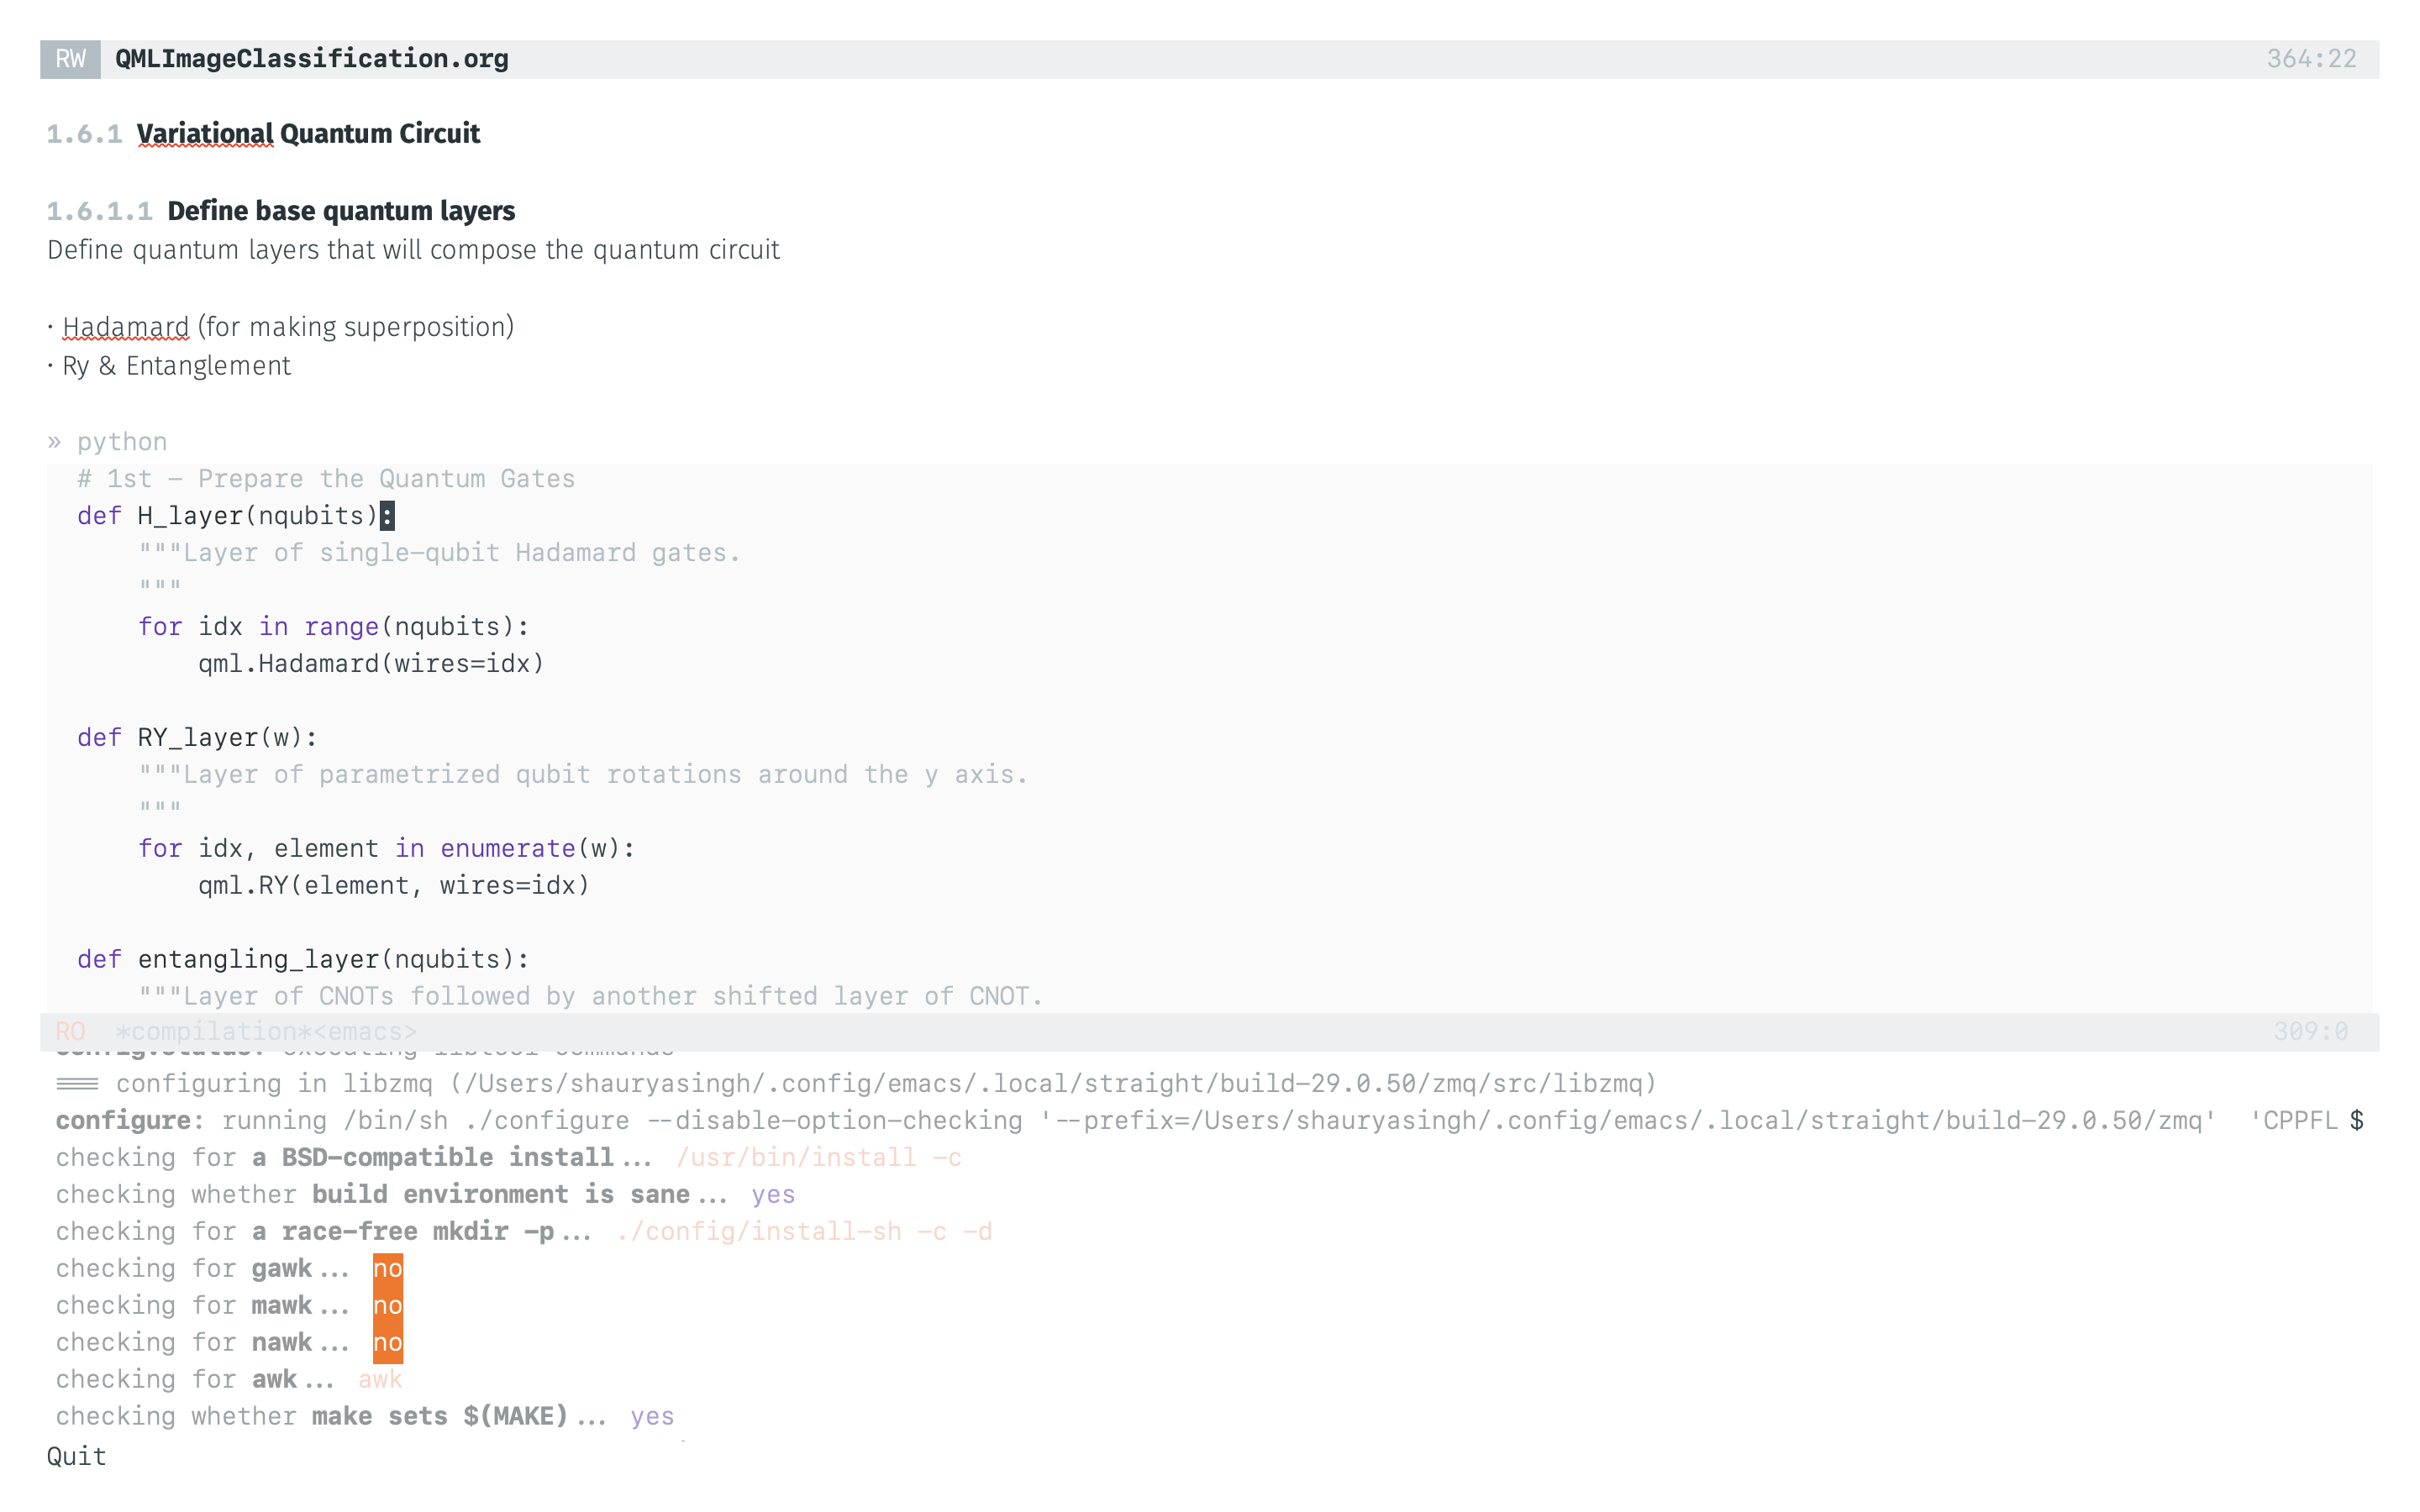 RW QMLImageClassification.org 364:22
1.6.1 Variational Quantum Circuit
1.6.1.1 Define base quantum layers
Define quantum layers that will compose the quantum circuit
· Hadamard (for making superposition)
· Ry & Entanglement
» python
# 1st – Prepare the Quantum Gates
def H_layer(nqubits):
"""Layer of single-qubit Hadamard gates.
"""
for idx in range(nqubits):
qml.Hadamard(wires=idx)
def RY_layer(w):
"""Layer of parametrized qubit rotations around the y axis.
"""
for idx, element in enumerate(w):
qml.RY(element, wires=idx)
def entangling_layer(nqubits):
"""Layer of CNOTs followed by another shifted layer of CNOT.
RO *compilation*<emacs> 309:0
config.status: executing libtool commands
=== configuring in libzmq (/Users/shauryasingh/.config/emacs/.local/straight/build-29.0.50/zmq/src/libzmq)
configure: running /bin/sh ./configure --disable-option-checking '--prefix=/Users/shauryasingh/.config/emacs/.local/straight/build-29.0.50/zmq'  'CPPFL $
checking for a BSD-compatible install... /usr/bin/install -c
checking whether build environment is sane... yes
checking for a race-free mkdir -p... ./config/install-sh -c -d
checking for gawk... no
checking for mawk... no
checking for nawk... no
checking for awk... awk
checking whether make sets $(MAKE)... yes
Quit